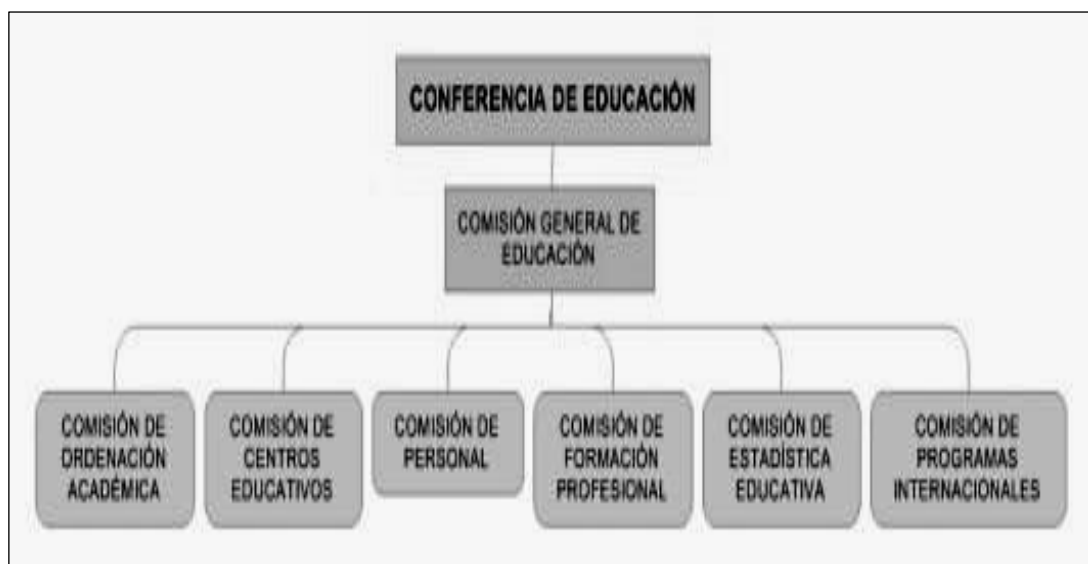 CONFERENCIA DE EDUCACIÓN
COMISIÓN GENERAL DE
EDUCACIÓN
COMISIÓN DE
ORDENACIÓN
ACADÉMICA
COMISIÓN DE
CENTROS
EDUCATIVOS
COMISIÓN DE
PERSONAL
COMISIÓN DE
FORMACIÓN
PROFESIONAL
COMISIÓN DE
ESTADÍSTICA
EDUCATIVA
COMISIÓN DE
PROGRAMAS
INTERNACIONALES